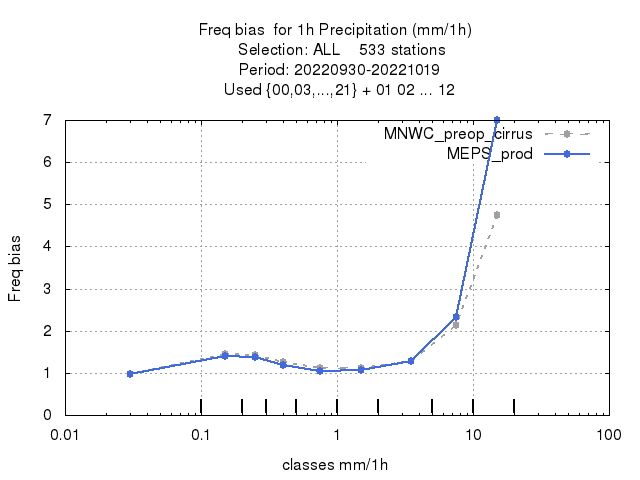 Freq bias  for 1h Precipitation (mm/1h)
Selection: ALL    533 stations
Period: 20220930-20221019
Used {00,03,...,21} + 01 02 ... 12
MNWC_preop_cirrus
MEPS_prod
7
6
5
4
3
2
1
0
Freq bias
0.01
0.1
1
10
100
classes mm/1h